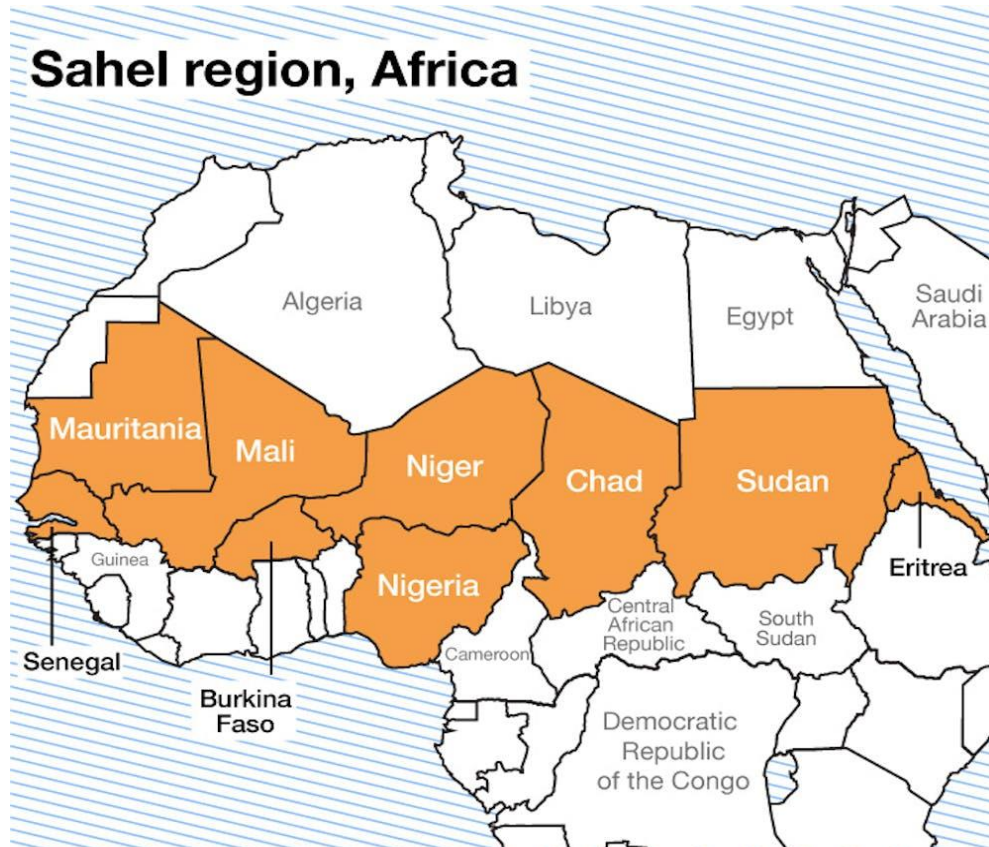 Sahel region, Africa
Algeria
Libya
Egypt
Saudi
Arabia
Mauritania
Mali
Niger
Chad
Sudan
Eritrea
Guinea
Nigeria
Central
African
Republic
South
Sudan
Cameroon
Senegal
Burkina
Faso
Democratic
Republic
of the Congo